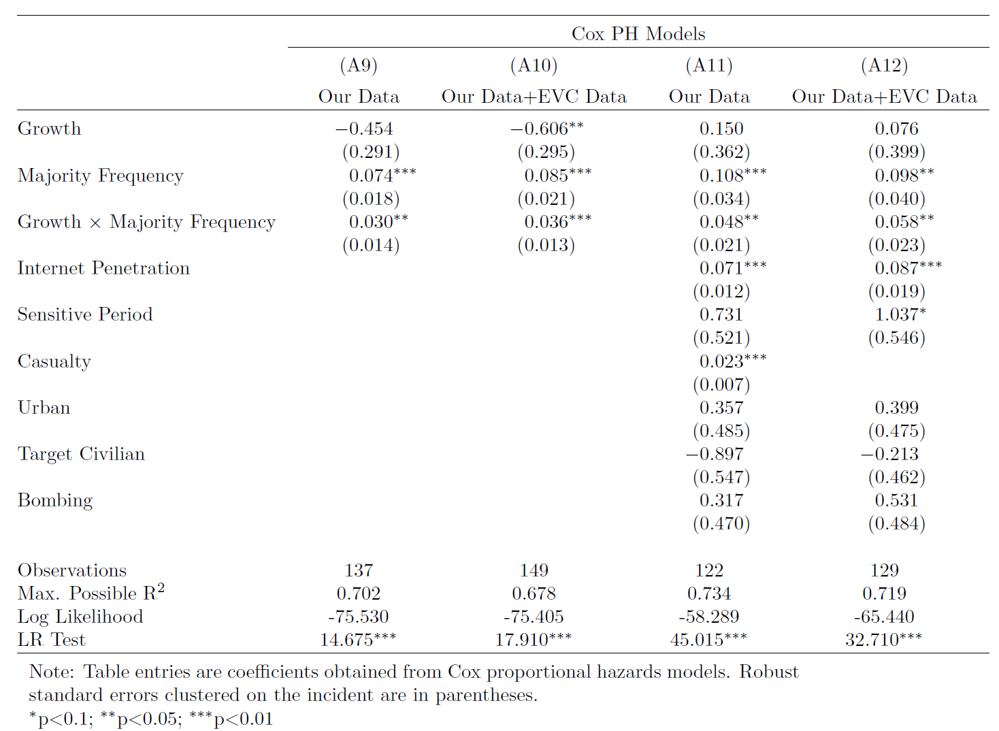 Cox PH Models
(A9) (A10) (A11) (A12)
Our Data Our Data+EVC Data Our Data Our Data+EVC Data
Growth −0.454 −0.606** 0.150 0.076
(0.291) (0.295) (0.362) (0.399)
Majority Frequency 0.074*** 0.085*** 0.108*** 0.098**
(0.018) (0.021) (0.034) (0.040)
Growth × Majority Frequency 0.030** 0.036*** 0.048** 0.058**
(0.014) (0.013) (0.021) (0.023)
Internet Penetration 0.071*** 0.087***
(0.012) (0.019)
Sensitive Period 0.731 1.037*
(0.521) (0.546)
Casualty 0.023***
(0.007)
Urban 0.357 0.399
(0.485) (0.475)
Target Civilian −0.897 −0.213
(0.547) (0.462)
Bombing 0.317 0.531
(0.470) (0.484)
Observations 137 149 122 129
Max. Possible R² 0.702 0.678 0.734 0.719
Log Likelihood -75.530 -75.405 -58.289 -65.440
LR Test 14.675*** 17.910*** 45.015*** 32.710***
Note: Table entries are coefficients obtained from Cox proportional hazards models. Robust
standard errors clustered on the incident are in parentheses.
*p<0.1; **p<0.05; ***p<0.01